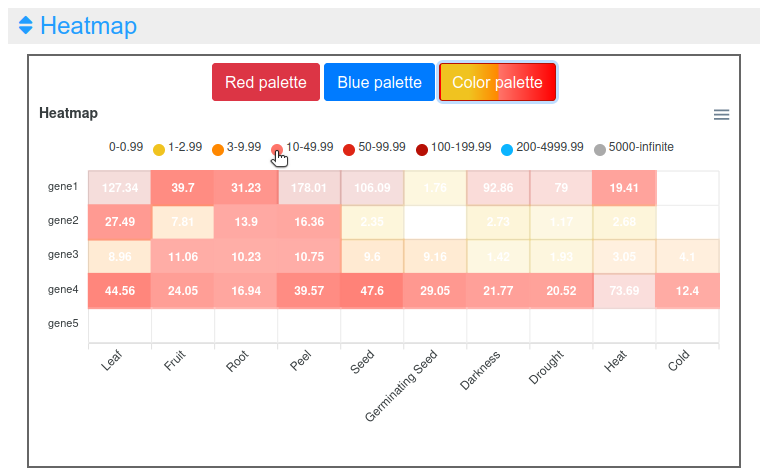 Heatmap
Red palette Blue palette Color palette
Heatmap
0-0.99 1-2.99 3-9.99 10-49.99 50-99.99 100-199.99 200-4999.99 5000-infinite
gene1 127.34 39.7 31.23 178.01 106.09 1.76 92.86 79 19.41
gene2 27.49 7.81 13.9 16.36 2.35 2.73 1.17 2.68
gene3 8.96 11.06 10.23 10.75 9.6 9.16 1.42 1.93 3.05 4.1
gene4 44.56 24.05 16.94 39.57 47.6 29.05 21.77 20.52 73.69 12.4
gene5
Leaf Fruit Root Peel Seed Germinating Seed Darkness Drought Heat Cold